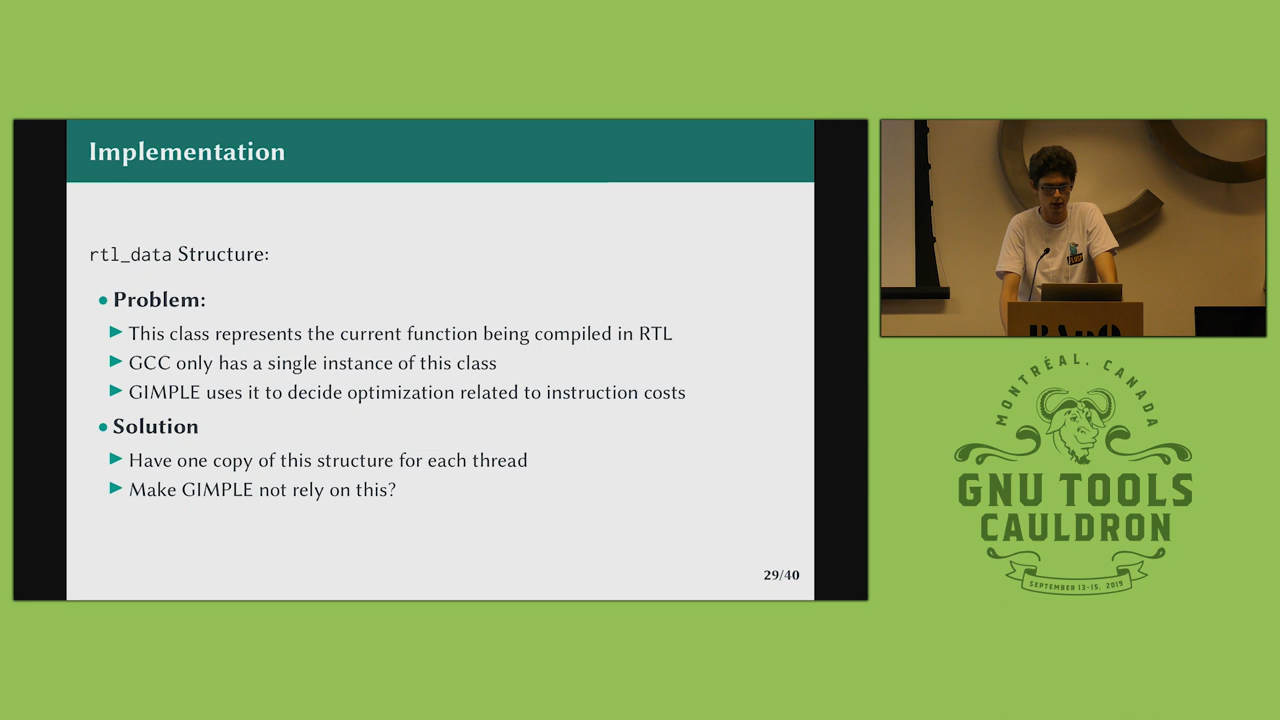 Implementation
rtl_data Structure:
Problem:
This class represents the current function being compiled in RTL
GCC only has a single instance of this class
GIMPLE uses it to decide optimization related to instruction costs
Solution
Have one copy of this structure for each thread
Make GIMPLE not rely on this?
29/40
MONTRÉAL, CANADA
GNU TOOLS
CAULDRON
SEPTEMBER 13-15, 2019